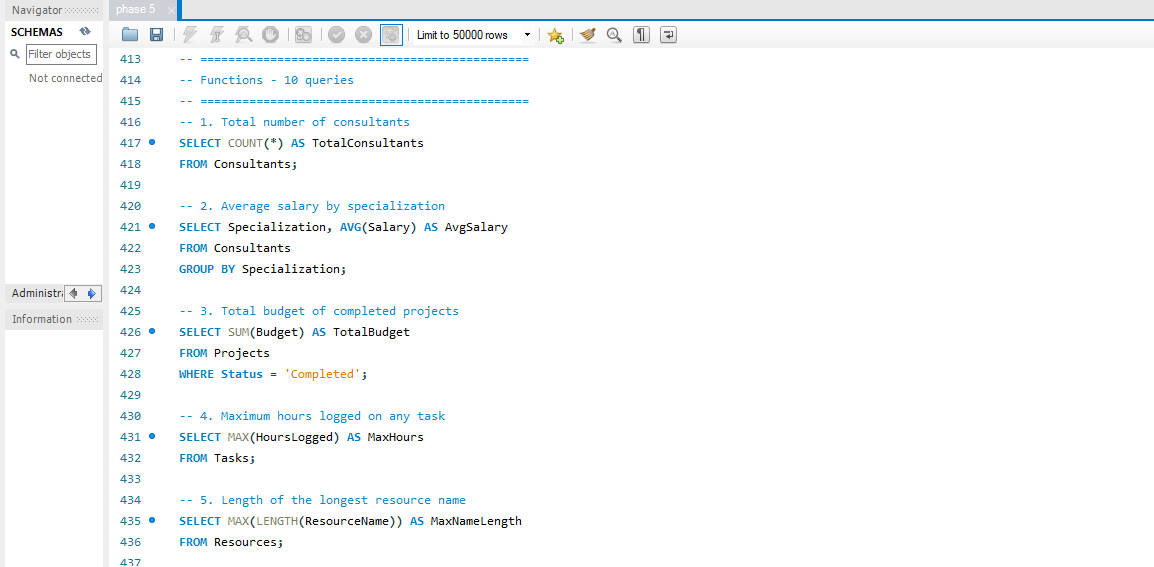 Navigator
phase 5
SCHEMAS
Filter objects
Not connected
Administra
Information
Limit to 50000 rows
413 -- ===============================================
414 -- Functions - 10 queries
415 -- ===============================================
416 -- 1. Total number of consultants
417 SELECT COUNT(*) AS TotalConsultants
418 FROM Consultants;
419
420 -- 2. Average salary by specialization
421 SELECT Specialization, AVG(Salary) AS AvgSalary
422 FROM Consultants
423 GROUP BY Specialization;
424
425 -- 3. Total budget of completed projects
426 SELECT SUM(Budget) AS TotalBudget
427 FROM Projects
428 WHERE Status = 'Completed';
429
430 -- 4. Maximum hours logged on any task
431 SELECT MAX(HoursLogged) AS MaxHours
432 FROM Tasks;
433
434 -- 5. Length of the longest resource name
435 SELECT MAX(LENGTH(ResourceName)) AS MaxNameLength
436 FROM Resources;
437